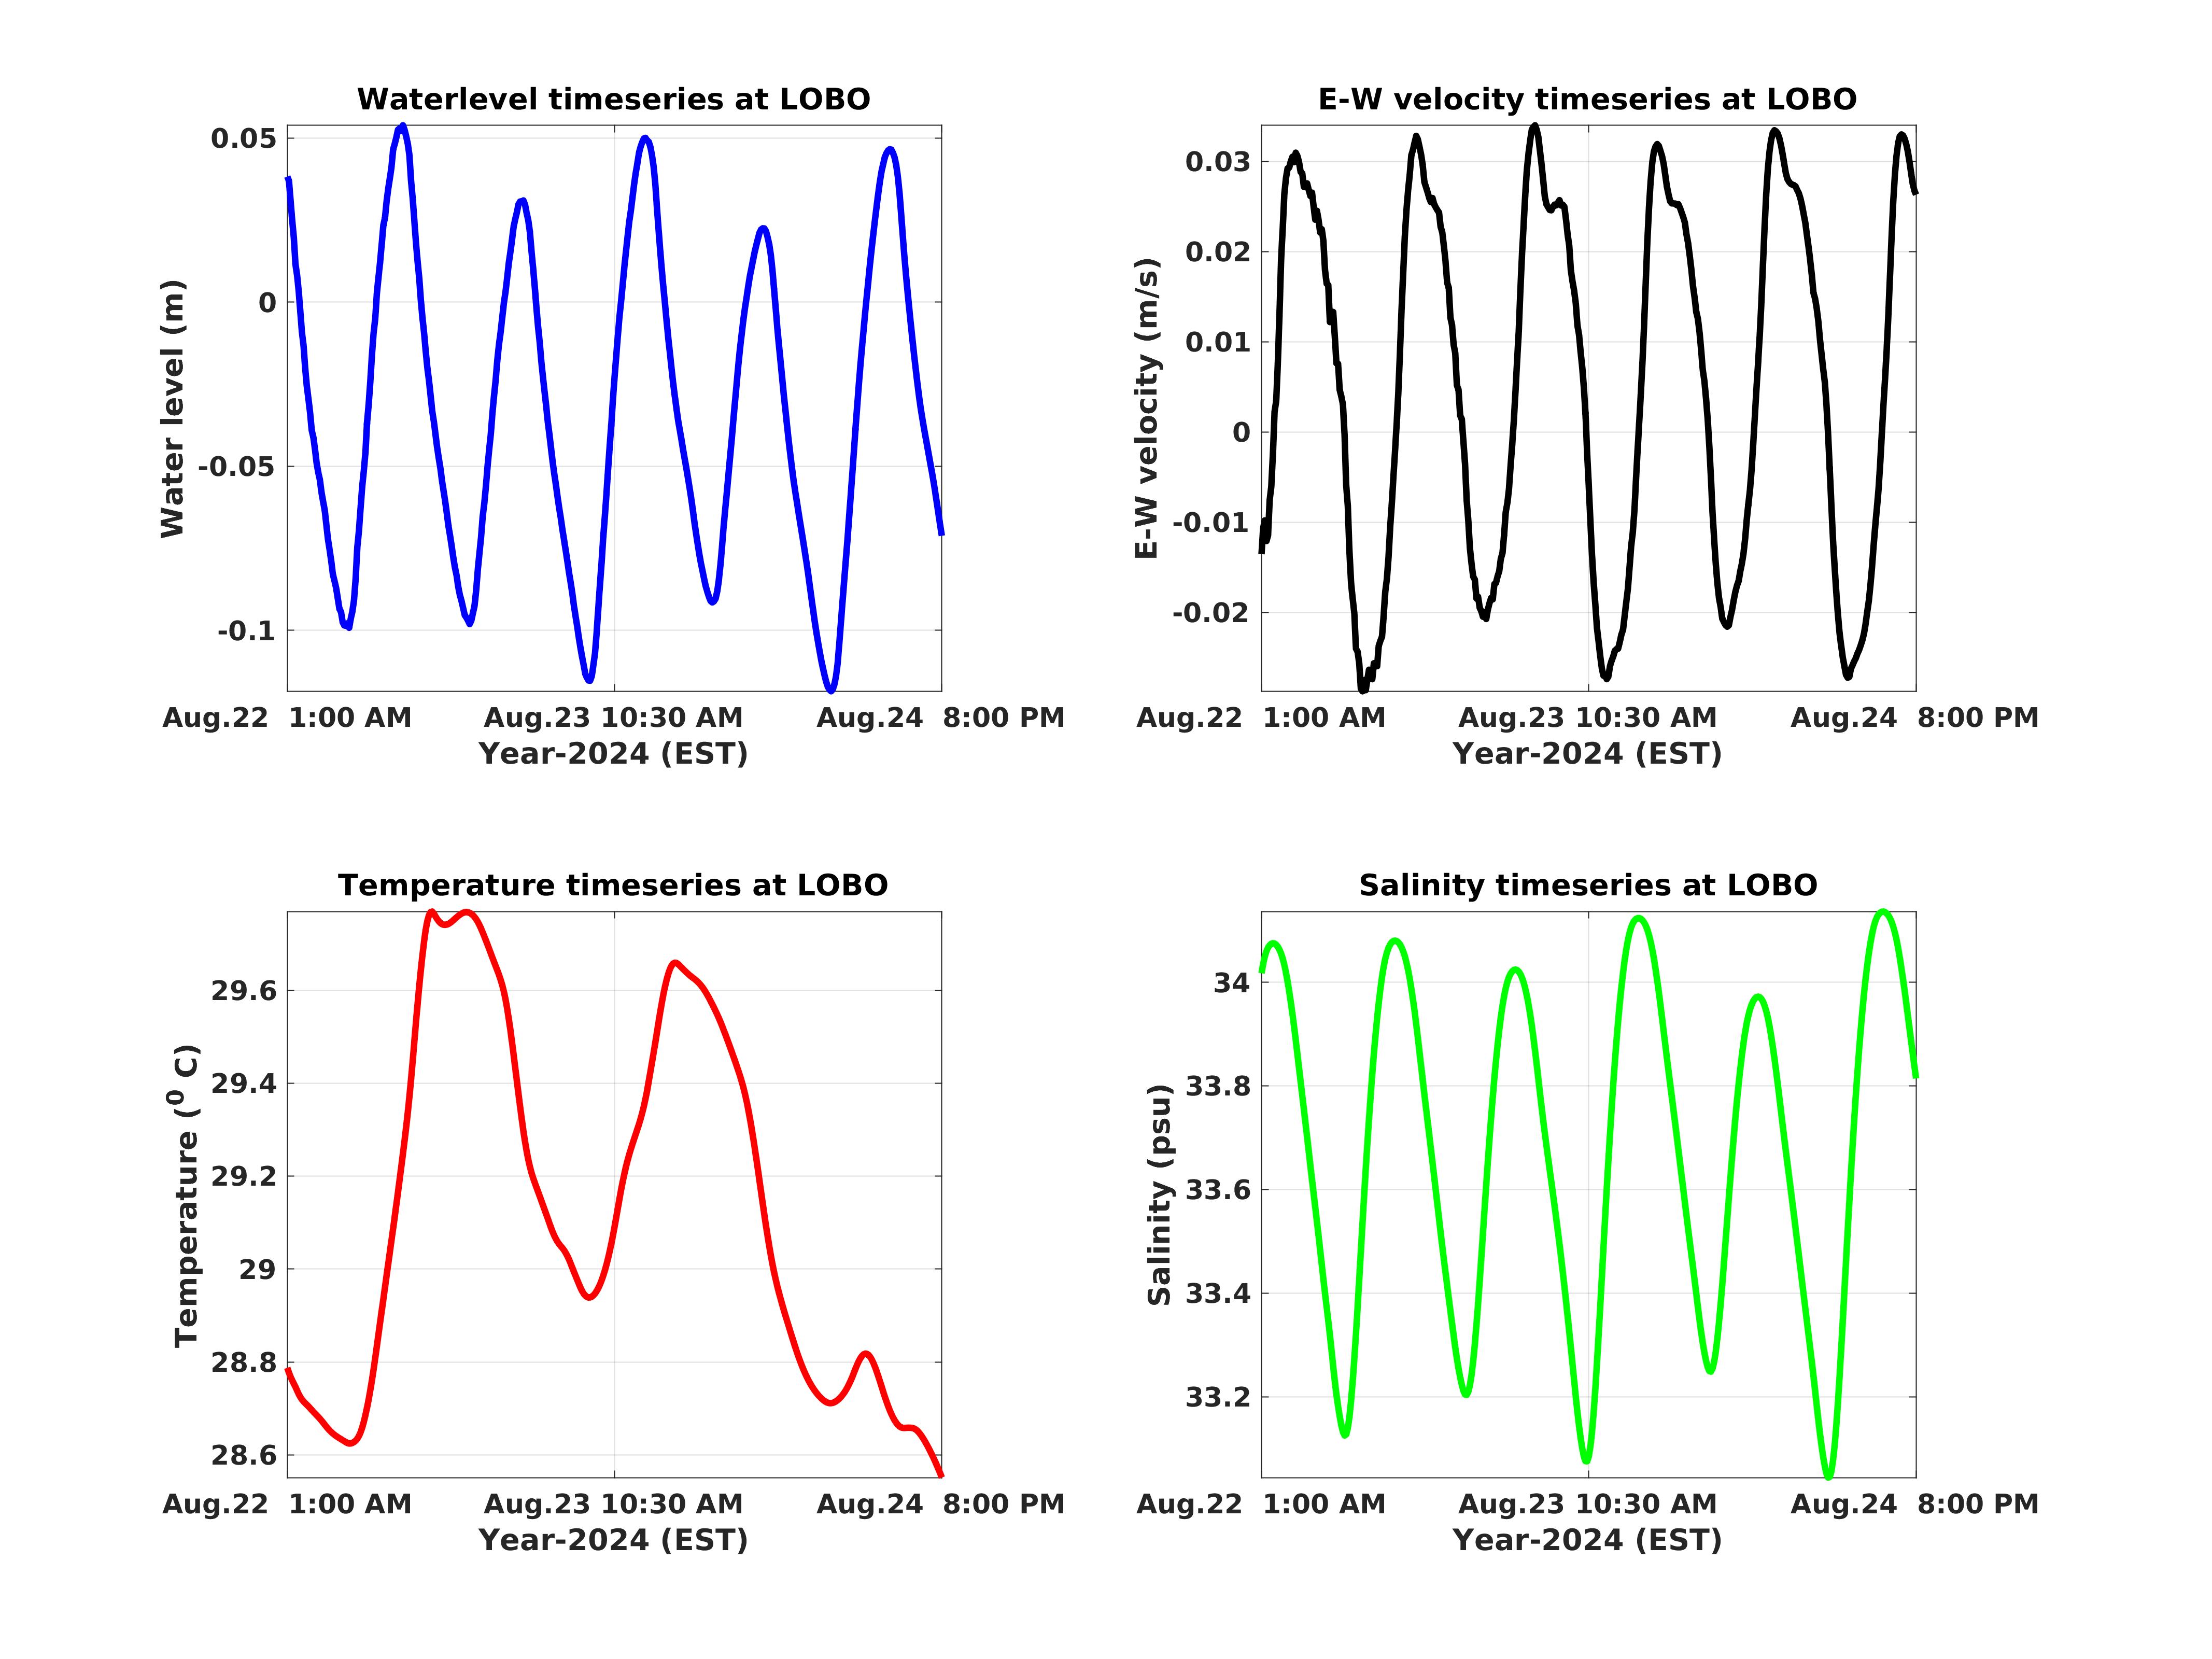 Waterlevel timeseries at LOBO
Water level (m)
0.05
0
-0.05
-0.1
Aug.22 1:00 AM Aug.23 10:30 AM Aug.24 8:00 PM
Year-2024 (EST)
E-W velocity timeseries at LOBO
E-W velocity (m/s)
0.03
0.02
0.01
0
-0.01
-0.02
Aug.22 1:00 AM Aug.23 10:30 AM Aug.24 8:00 PM
Year-2024 (EST)
Temperature timeseries at LOBO
Temperature (⁰ C)
29.6
29.4
29.2
29
28.8
28.6
Aug.22 1:00 AM Aug.23 10:30 AM Aug.24 8:00 PM
Year-2024 (EST)
Salinity timeseries at LOBO
Salinity (psu)
34
33.8
33.6
33.4
33.2
Aug.22 1:00 AM Aug.23 10:30 AM Aug.24 8:00 PM
Year-2024 (EST)